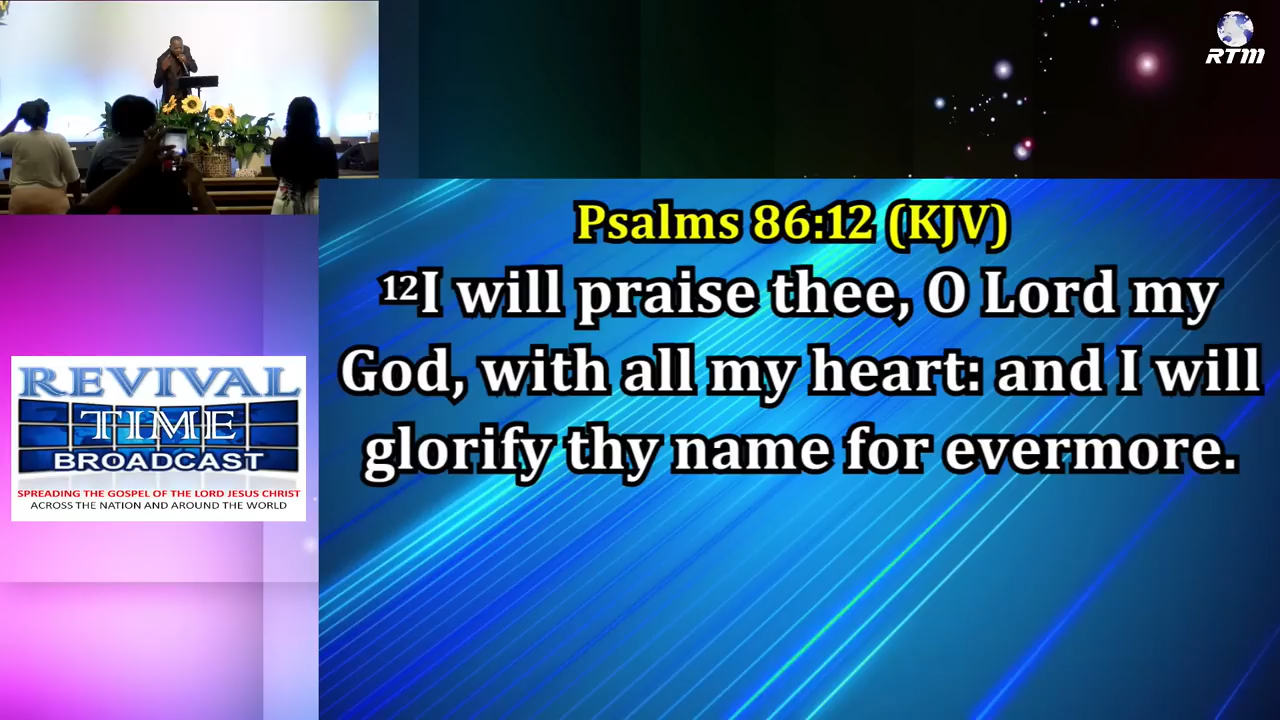 RTM
Psalms 86:12 (KJV)
¹²I will praise thee, O Lord my
God, with all my heart: and I will
glorify thy name for evermore.
REVIVAL
TIME
BROADCAST
SPREADING THE GOSPEL OF THE LORD JESUS CHRIST
ACROSS THE NATION AND AROUND THE WORLD